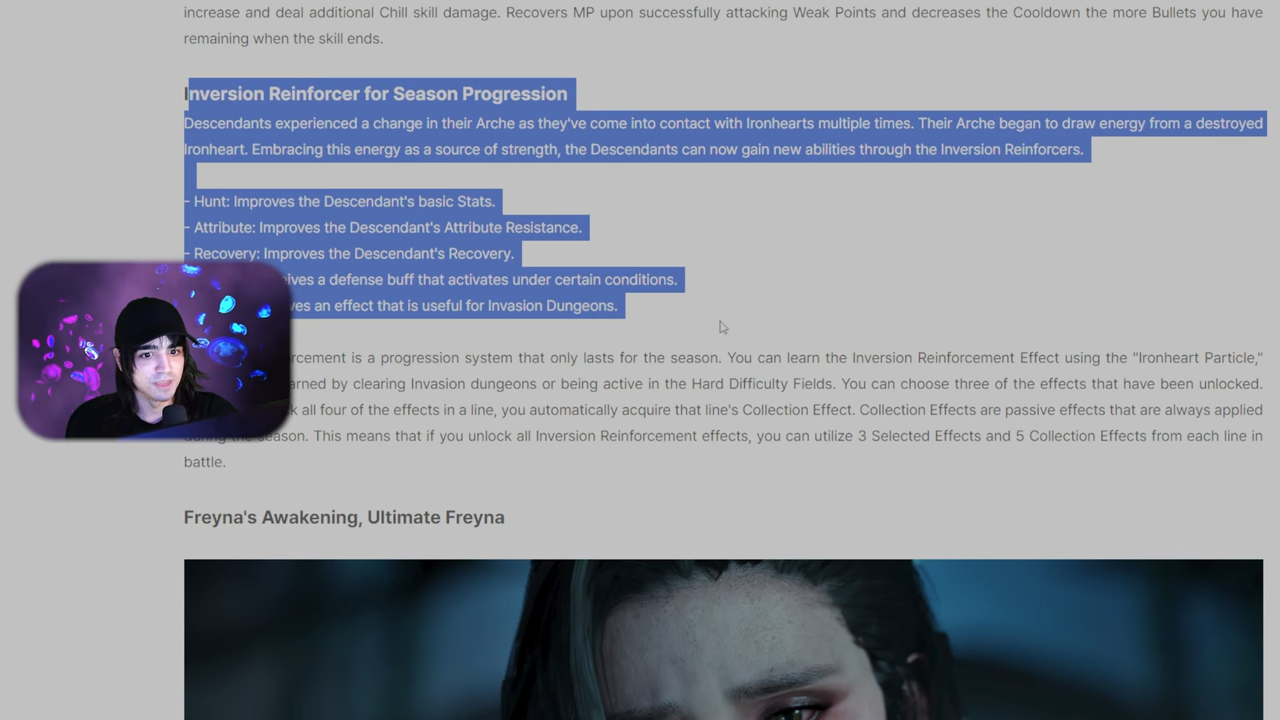 increase and deal additional Chill skill damage. Recovers MP upon successfully attacking Weak Points and decreases the Cooldown the more Bullets you have
remaining when the skill ends.
Inversion Reinforcer for Season Progression
Descendants experienced a change in their Arche as they've come into contact with Ironhearts multiple times. Their Arche began to draw energy from a destroyed
Ironheart. Embracing this energy as a source of strength, the Descendants can now gain new abilities through the Inversion Reinforcers.
- Hunt: Improves the Descendant's basic Stats.
- Attribute: Improves the Descendant's Attribute Resistance.
- Recovery: Improves the Descendant's Recovery.
a defense buff that activates under certain conditions.
an effect that is useful for Invasion Dungeons.
is a progression system that only lasts for the season. You can learn the Inversion Reinforcement Effect using the "Ironheart Particle,"
by clearing Invasion dungeons or being active in the Hard Difficulty Fields. You can choose three of the effects that have been unlocked.
all four of the effects in a line, you automatically acquire that line's Collection Effect. Collection Effects are passive effects that are always applied
during the season. This means that if you unlock all Inversion Reinforcement effects, you can utilize 3 Selected Effects and 5 Collection Effects from each line in
battle.
Freyna's Awakening, Ultimate Freyna